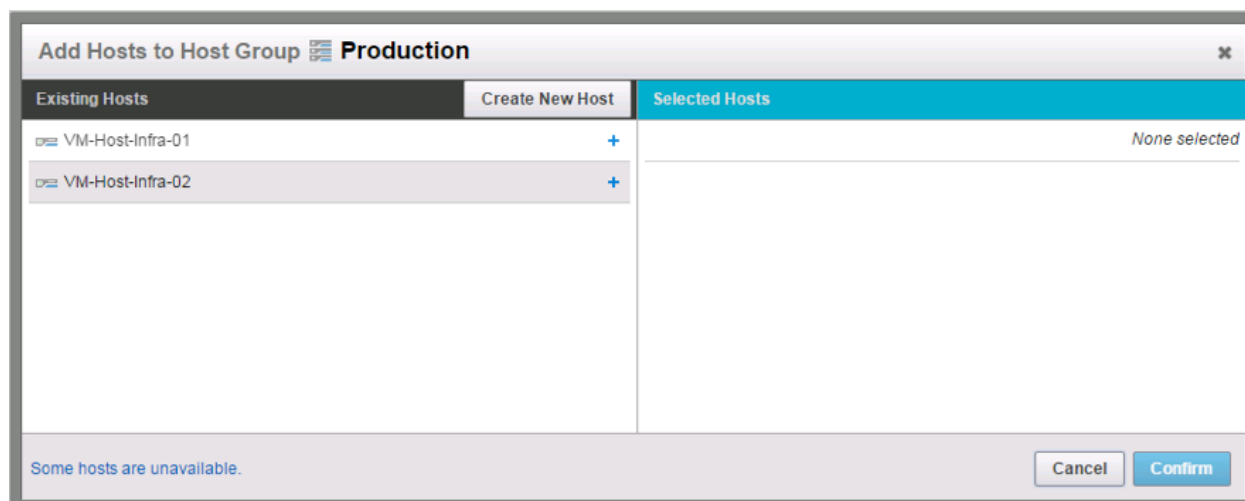 Add Hosts to Host Group Production
Existing Hosts
Create New Host
Selected Hosts
VM-Host-Infra-01
None selected
VM-Host-Infra-02
Some hosts are unavailable.
Cancel
Confirm